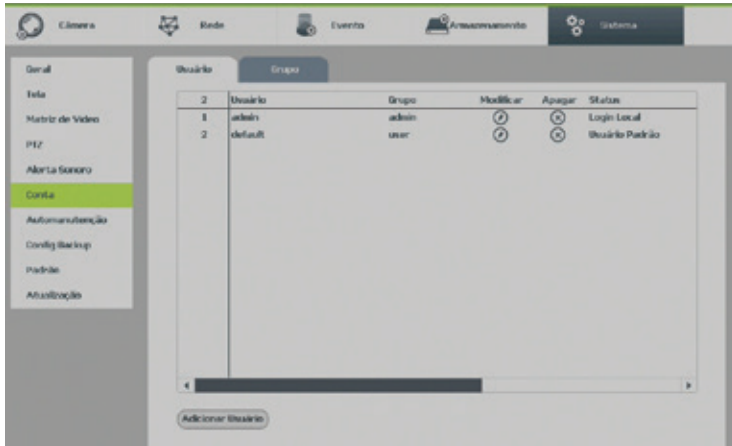 Câmera Rede Evento Armazenamento Sistema
Geral
Tela
Matriz de Vídeo
PTZ
Alerta Sonoro
Conta
Automanutenção
Config Backup
Padrão
Atualização
Usuário Grupo
2 Usuário Grupo Modificar Apagar Status
1 admin admin Login Local
2 default user Usuário Padrão
Adicionar Usuário